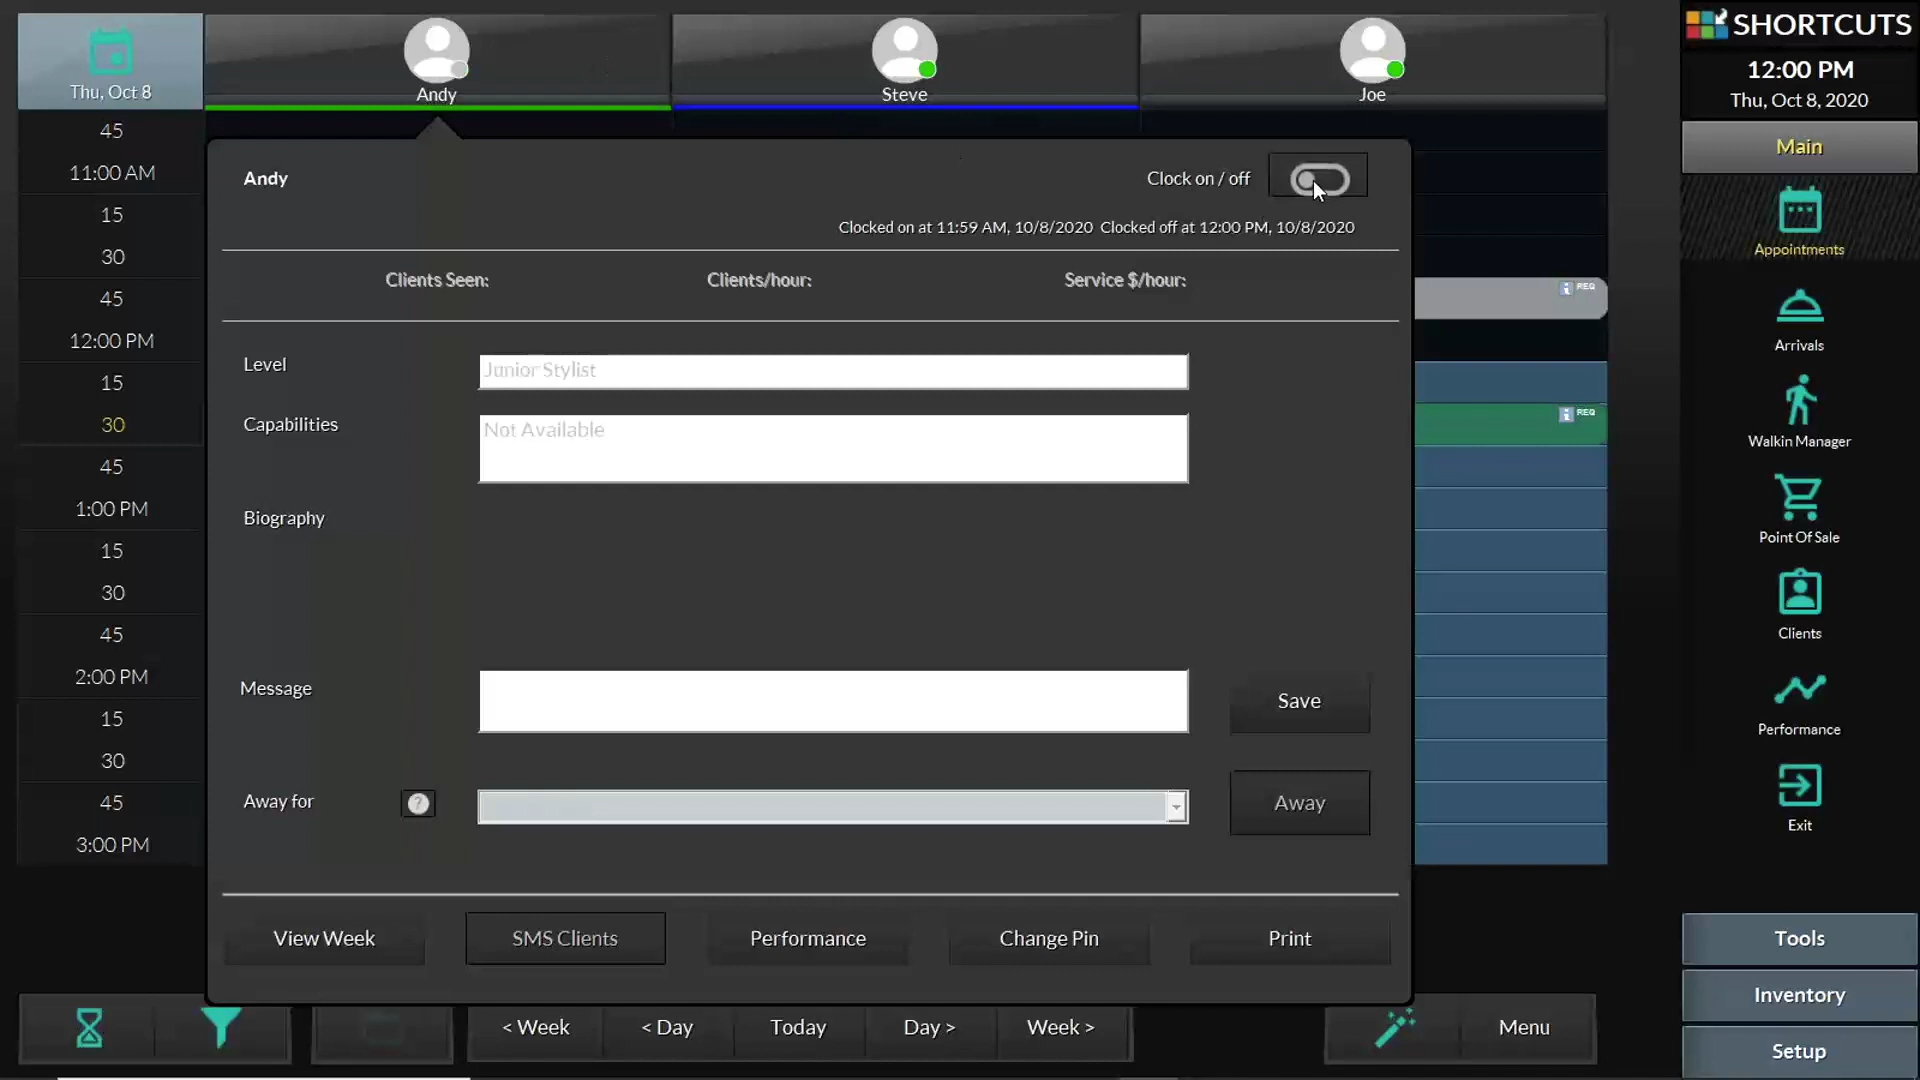 Thu, Oct 8
Andy
Steve
Joe
SHORTCUTS
12:00 PM
Thu, Oct 8, 2020
Main
Appointments
Arrivals
Walkin Manager
Point Of Sale
Clients
Performance
Exit
Tools
Inventory
Setup
45
11:00 AM
15
30
45
12:00 PM
15
30
45
1:00 PM
15
30
45
2:00 PM
15
30
45
3:00 PM
Andy
Clock on / off
Clocked on at 11:59 AM, 10/8/2020 Clocked off at 12:00 PM, 10/8/2020
Clients Seen: Clients/hour: Service $/hour:
Level
Junior Stylist
Capabilities
Not Available
Biography
Message
Save
Away for
?
Away
View Week
SMS Clients
Performance
Change Pin
Print
i REQ
i REQ
< Week
< Day
Today
Day >
Week >
Menu